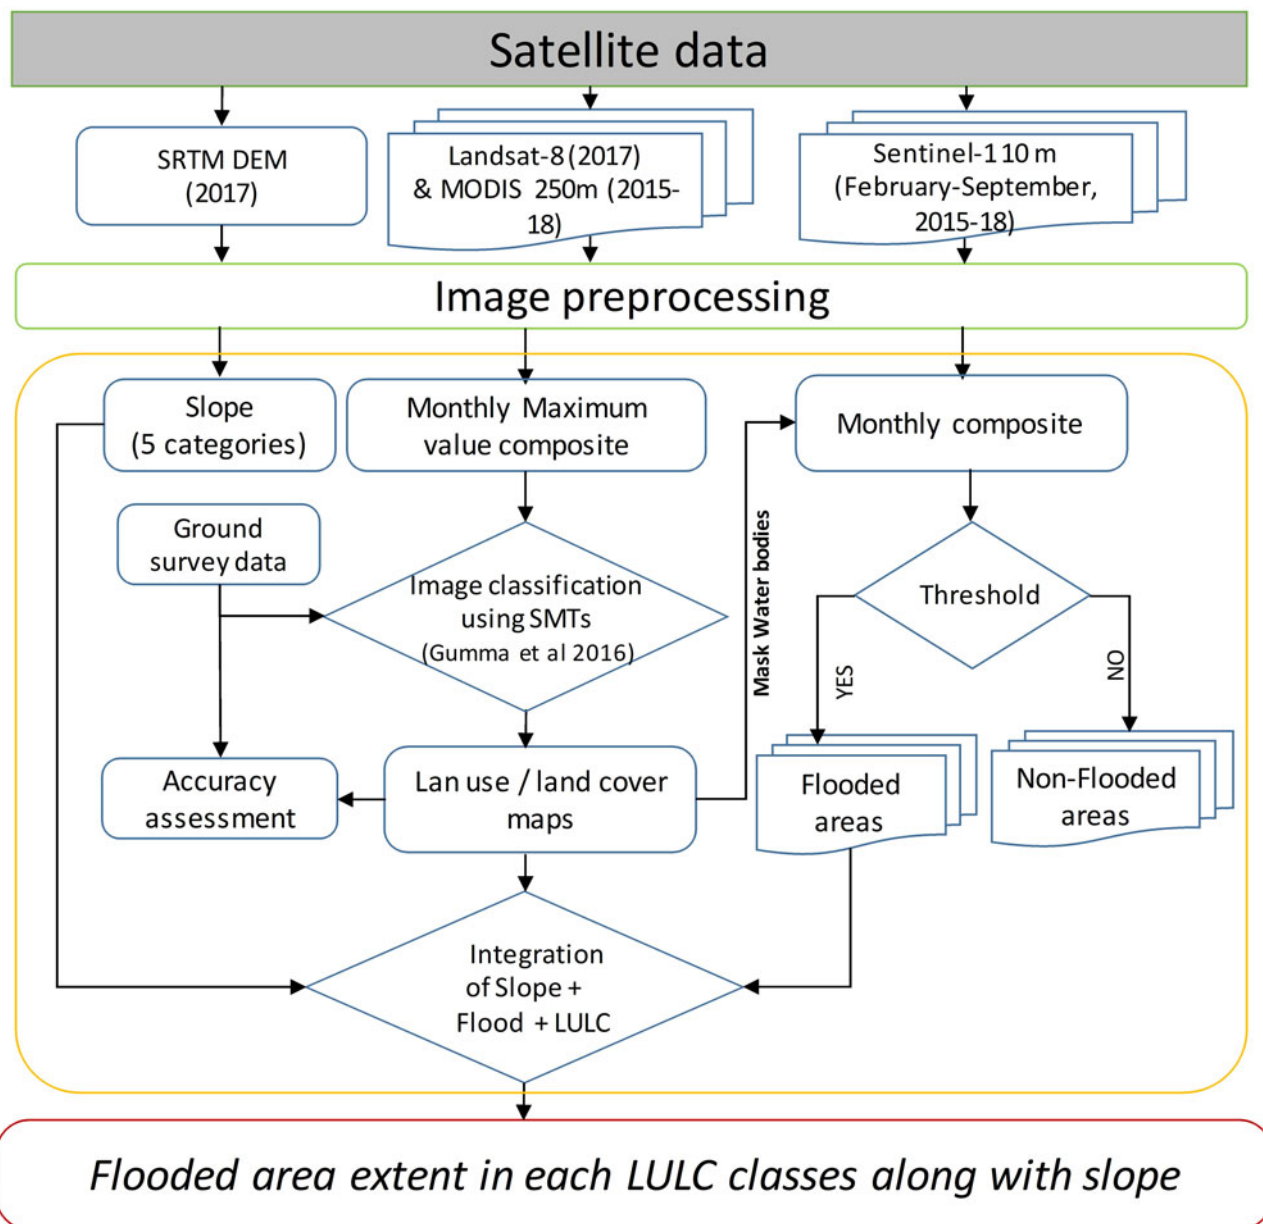 Satellite data
SRTM DEM
(2017)
Landsat-8 (2017)
& MODIS 250m (2015-
18)
Sentinel-110 m
(February-September,
2015-18)
Image preprocessing
Slope
(5 categories)
Monthly Maximum
value composite
Monthly composite
Ground
survey data
Image classification
using SMTs
(Gumma et al 2016)
Mask Water bodies
Threshold
YES
NO
Accuracy
assessment
Lan use / land cover
maps
Flooded
areas
Non-Flooded
areas
Integration
of Slope +
Flood + LULC
Flooded area extent in each LULC classes along with slope